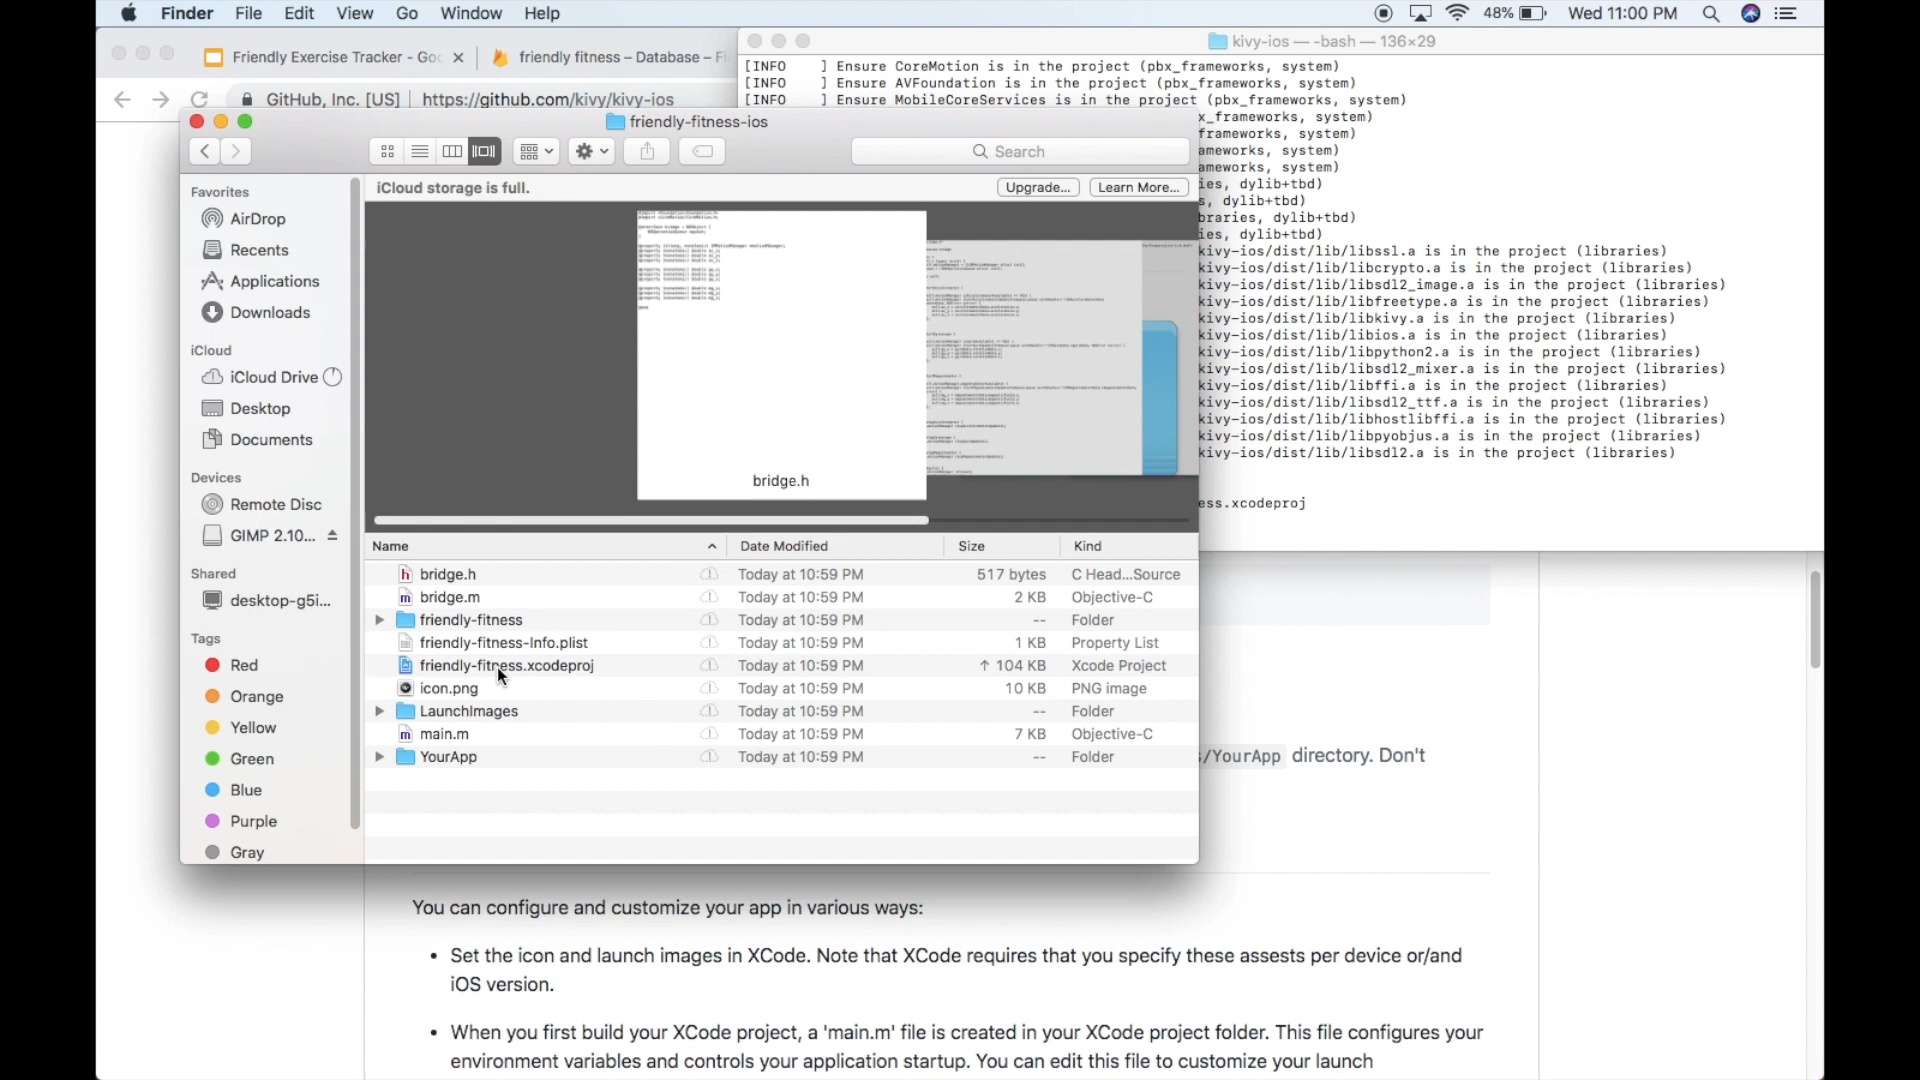 Finder File Edit View Go Window Help 48% Wed 11:00 PM
Friendly Exercise Tracker - Goo
friendly fitness – Database – Fi
GitHub, Inc. [US] | https://github.com/kivy/kivy-ios
kivy-ios — -bash — 136×29
[INFO ] Ensure CoreMotion is in the project (pbx_frameworks, system)
[INFO ] Ensure AVFoundation is in the project (pbx_frameworks, system)
[INFO ] Ensure MobileCoreServices is in the project (pbx_frameworks, system)
x_frameworks, system)
frameworks, system)
ameworks, system)
ameworks, system)
ies, dylib+tbd)
s, dylib+tbd)
braries, dylib+tbd)
ies, dylib+tbd)
kivy-ios/dist/lib/libssl.a is in the project (libraries)
kivy-ios/dist/lib/libcrypto.a is in the project (libraries)
kivy-ios/dist/lib/libsdl2_image.a is in the project (libraries)
kivy-ios/dist/lib/libfreetype.a is in the project (libraries)
kivy-ios/dist/lib/libkivy.a is in the project (libraries)
kivy-ios/dist/lib/libios.a is in the project (libraries)
kivy-ios/dist/lib/libpython2.a is in the project (libraries)
kivy-ios/dist/lib/libsdl2_mixer.a is in the project (libraries)
kivy-ios/dist/lib/libffi.a is in the project (libraries)
kivy-ios/dist/lib/libsdl2_ttf.a is in the project (libraries)
kivy-ios/dist/lib/libhostlibffi.a is in the project (libraries)
kivy-ios/dist/lib/libpyobjus.a is in the project (libraries)
kivy-ios/dist/lib/libsdl2.a is in the project (libraries)
ess.xcodeproj
friendly-fitness-ios
Search
iCloud storage is full.
Upgrade...
Learn More...
Favorites
AirDrop
Recents
Applications
Downloads
iCloud
iCloud Drive
Desktop
Documents
Devices
Remote Disc
GIMP 2.10...
Shared
desktop-g5i...
Tags
Red
Orange
Yellow
Green
Blue
Purple
Gray
bridge.h
Name Date Modified Size Kind
bridge.h Today at 10:59 PM 517 bytes C Head...Source
bridge.m Today at 10:59 PM 2 KB Objective-C
friendly-fitness Today at 10:59 PM -- Folder
friendly-fitness-Info.plist Today at 10:59 PM 1 KB Property List
friendly-fitness.xcodeproj Today at 10:59 PM ↑ 104 KB Xcode Project
icon.png Today at 10:59 PM 10 KB PNG image
LaunchImages Today at 10:59 PM -- Folder
main.m Today at 10:59 PM 7 KB Objective-C
YourApp Today at 10:59 PM -- Folder
/YourApp directory. Don't
You can configure and customize your app in various ways:
• Set the icon and launch images in XCode. Note that XCode requires that you specify these assests per device or/and
iOS version.
• When you first build your XCode project, a 'main.m' file is created in your XCode project folder. This file configures your
environment variables and controls your application startup. You can edit this file to customize your launch